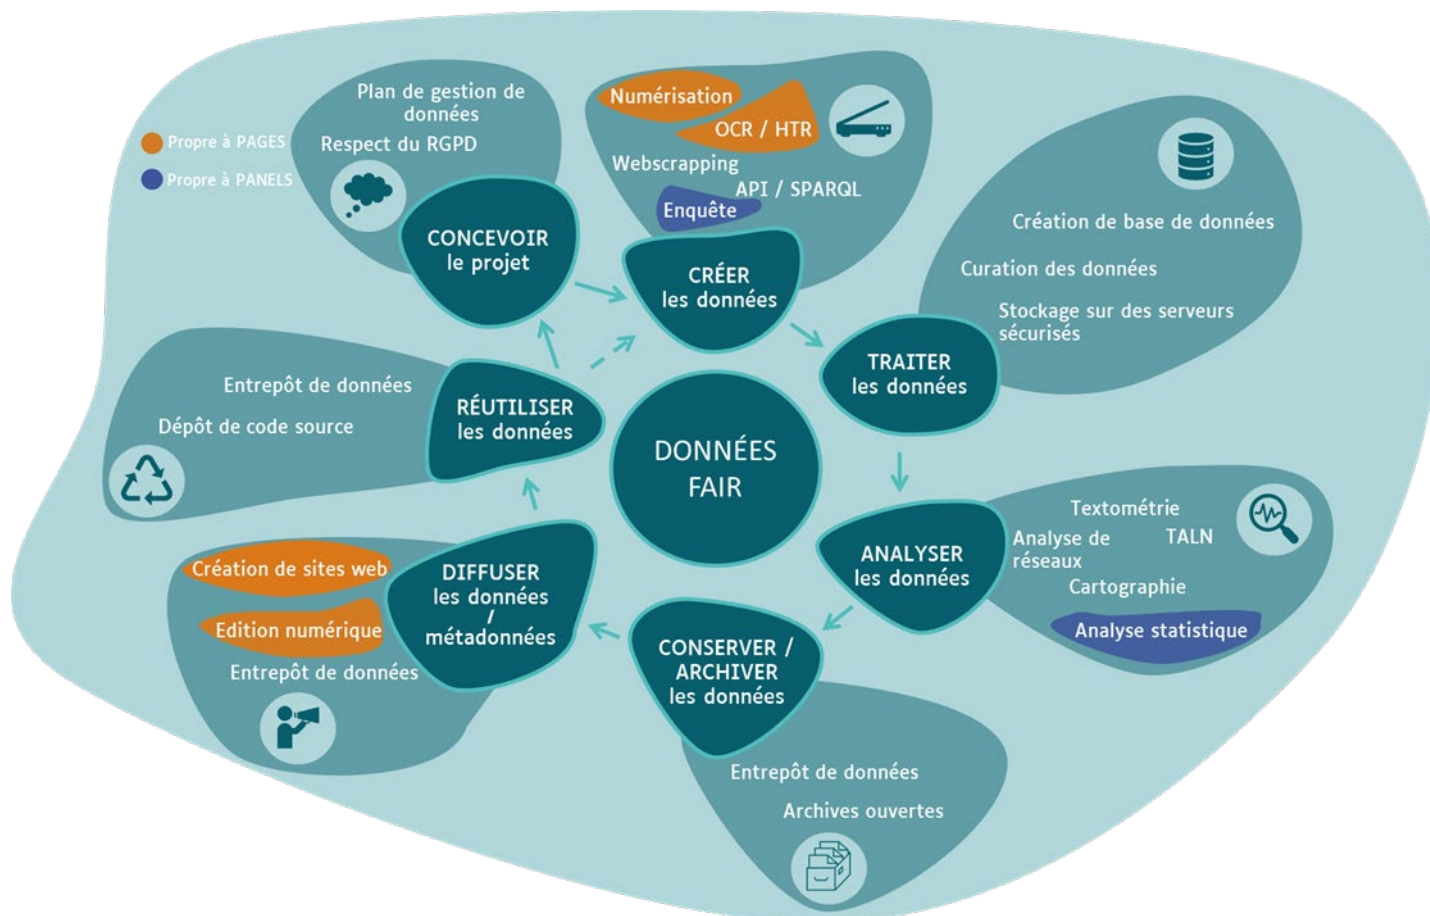 Plan de gestion de
données
Respect du RGPD
Propre à PAGES
Propre à PANELS
CONCEVOIR
le projet
Numérisation
OCR / HTR
Webscrapping
API / SPARQL
Enquête
CRÉER
les données
Création de base de données
Curation des données
Stockage sur des serveurs
sécurisés
TRAITER
les données
Textométrie
Analyse de
réseaux
TALN
Cartographie
Analyse statistique
ANALYSER
les données
CONSERVER /
ARCHIVER
les données
Entrepôt de données
Archives ouvertes
DIFFUSER
les données
/
métadonnées
Création de sites web
Edition numérique
Entrepôt de données
RÉUTILISER
les données
Entrepôt de données
Dépôt de code source
DONNÉES
FAIR